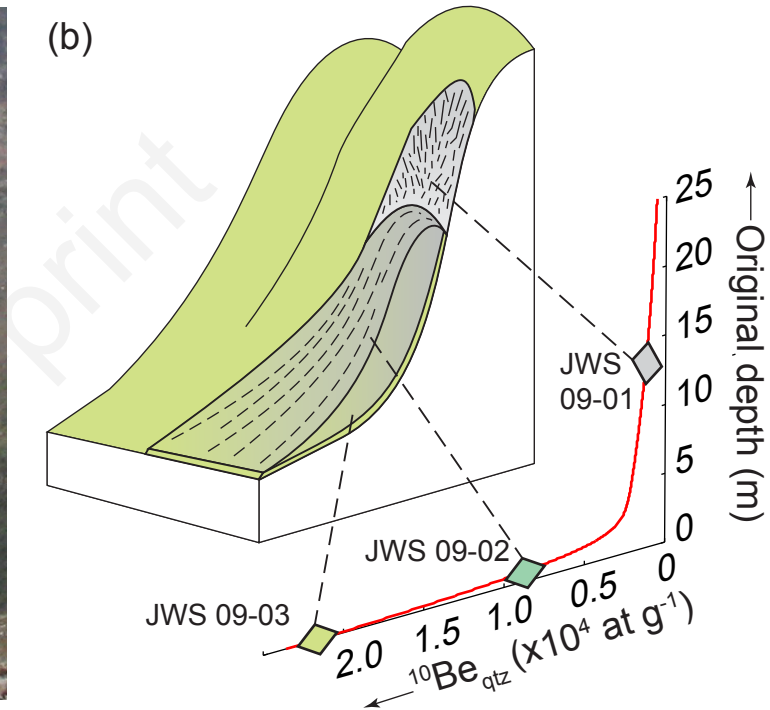 (b)
print
25
20
15
10
5
0
←Original depth (m)
JWS
09-01
JWS 09-02
JWS 09-03
2.0
1.5
1.0
0.5
0
←¹⁰Be_qtz (x10⁴ at g⁻¹)